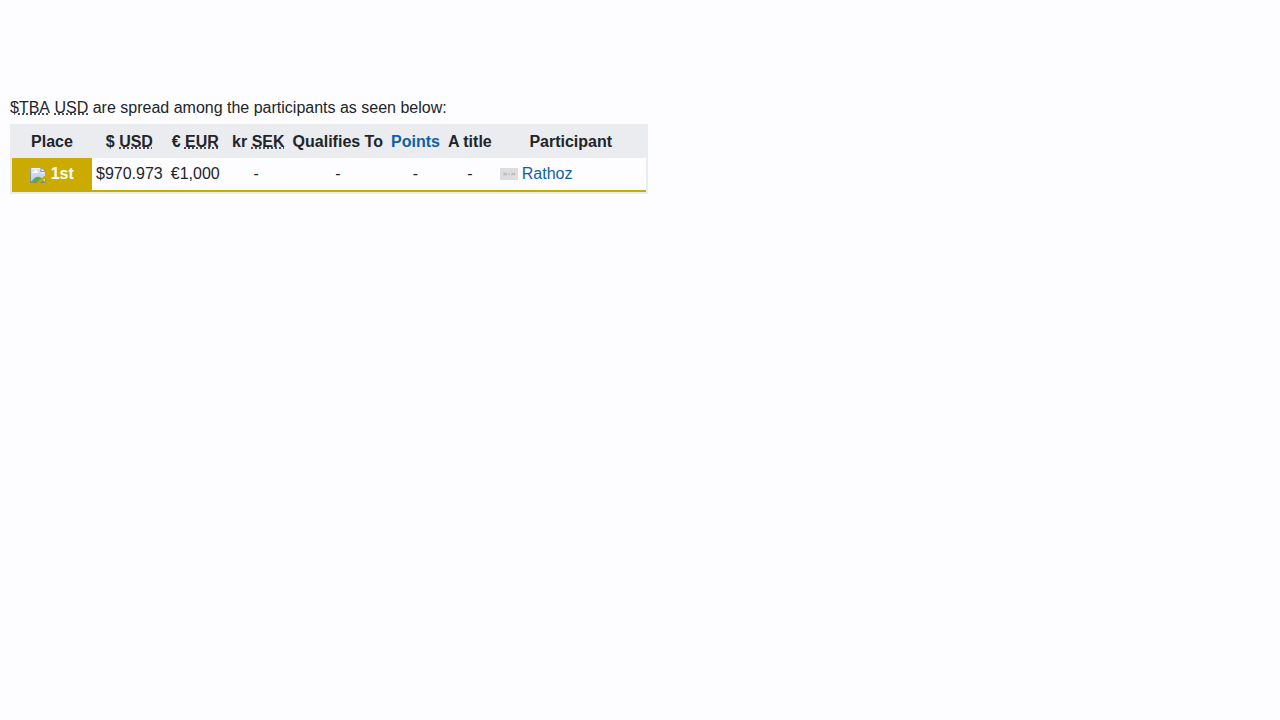 $TBA USD are spread among the participants as seen below:
Place $ USD € EUR kr SEK Qualifies To Points A title Participant
1st $970.973 €1,000 - - - - Rathoz